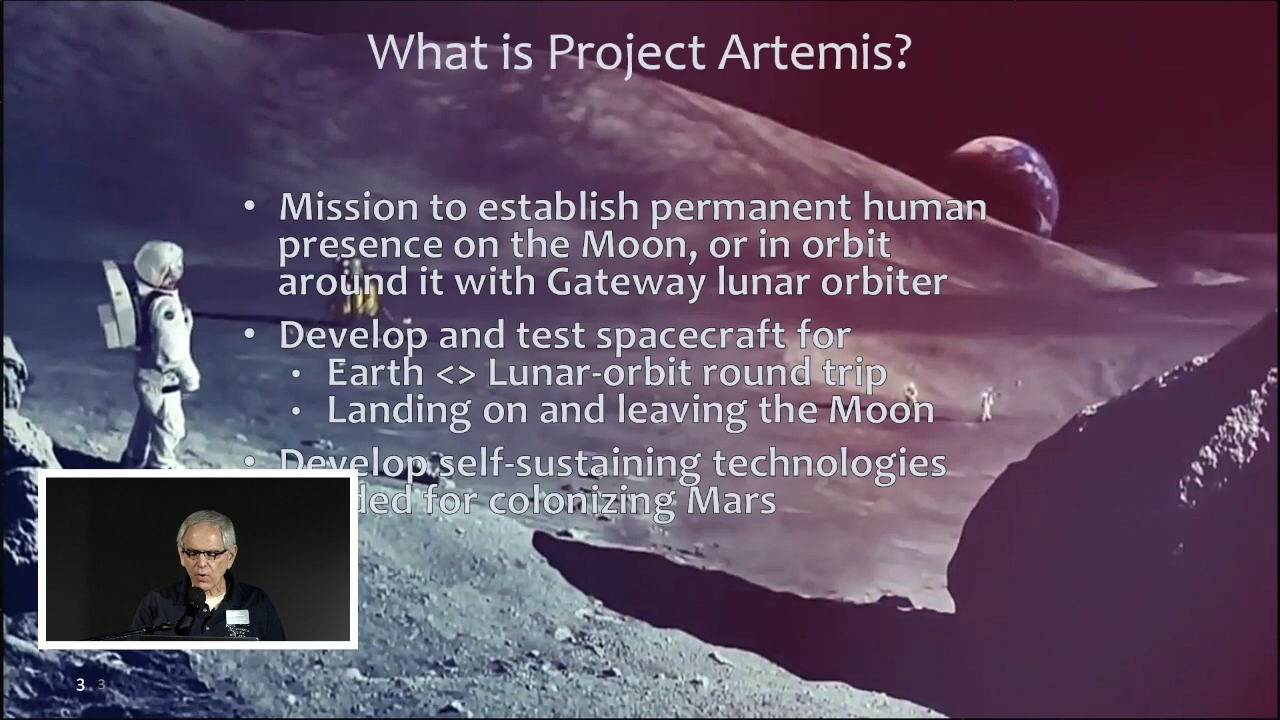 What is Project Artemis?
• Mission to establish permanent human
presence on the Moon, or in orbit
around it with Gateway lunar orbiter
• Develop and test spacecraft for
• Earth <> Lunar-orbit round trip
• Landing on and leaving the Moon
• Develop self-sustaining technologies
for colonizing Mars
3 3